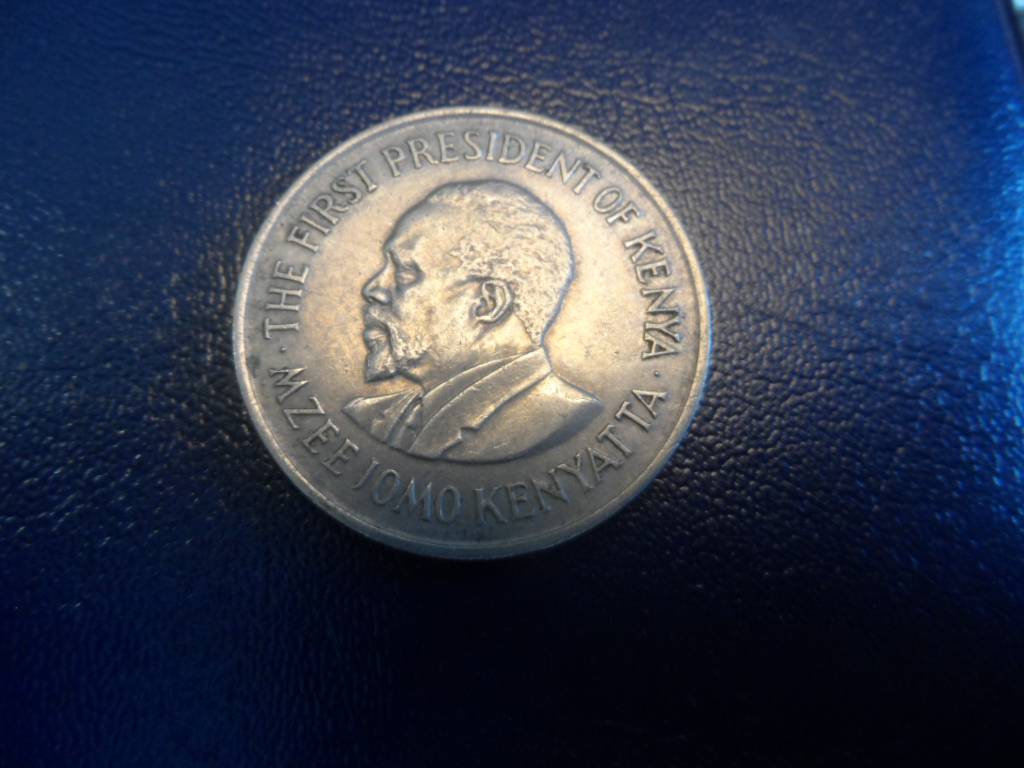 · THE FIRST PRESIDENT OF KENYA ·
MZEE JOMO KENYATTA